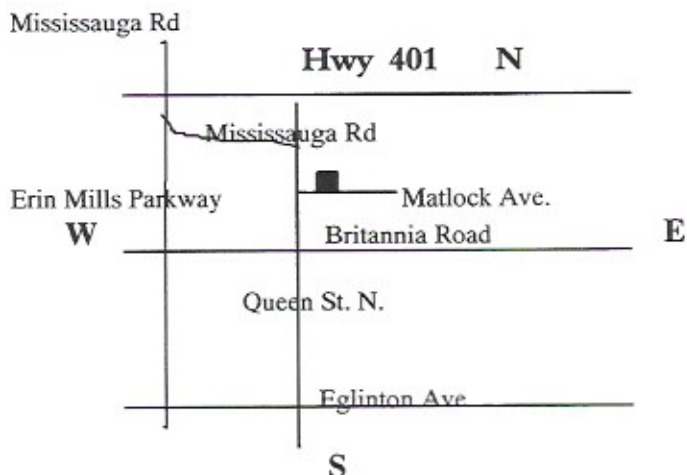 Mississauga Rd
Hwy 401 N
Mississauga Rd
Erin Mills Parkway
Matlock Ave.
W
Britannia Road
E
Queen St. N.
Eglinton Ave
S